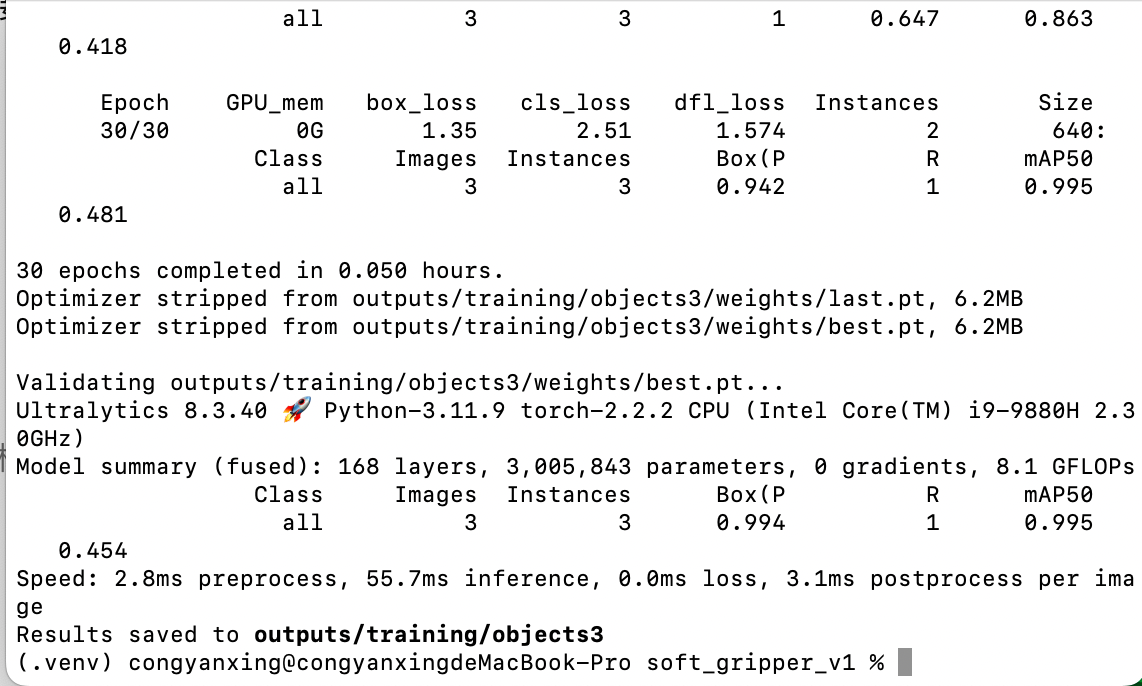 all 3 3 1 0.647 0.863
0.418
Epoch GPU_mem box_loss cls_loss dfl_loss Instances Size
30/30 0G 1.35 2.51 1.574 2 640:
Class Images Instances Box(P R mAP50
all 3 3 0.942 1 0.995
0.481
30 epochs completed in 0.050 hours.
Optimizer stripped from outputs/training/objects3/weights/last.pt, 6.2MB
Optimizer stripped from outputs/training/objects3/weights/best.pt, 6.2MB
Validating outputs/training/objects3/weights/best.pt...
Ultralytics 8.3.40 🚀 Python-3.11.9 torch-2.2.2 CPU (Intel Core(TM) i9-9880H 2.3
0GHz)
Model summary (fused): 168 layers, 3,005,843 parameters, 0 gradients, 8.1 GFLOPs
Class Images Instances Box(P R mAP50
all 3 3 0.994 1 0.995
0.454
Speed: 2.8ms preprocess, 55.7ms inference, 0.0ms loss, 3.1ms postprocess per ima
ge
Results saved to outputs/training/objects3
(.venv) congyanxing@congyanxingdeMacBook-Pro soft_gripper_v1 %